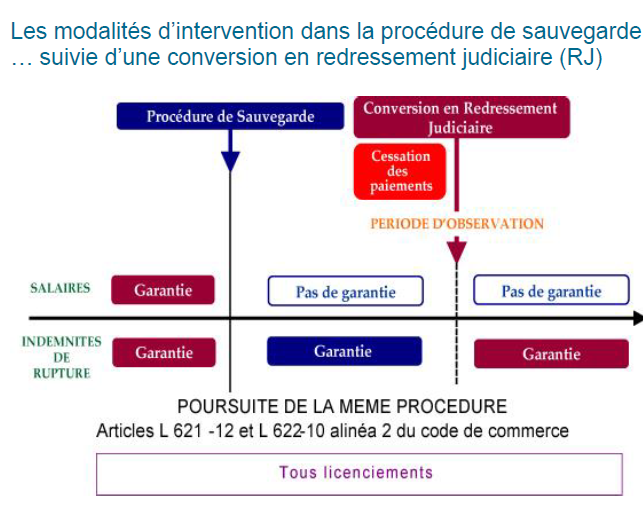 Les modalités d’intervention dans la procédure de sauvegarde
… suivie d’une conversion en redressement judiciaire (RJ)
Procédure de Sauvegarde
Conversion en Redressement
Judiciaire
Cessation
des
paiements
PERIODE D'OBSERVATION
SALAIRES
Garantie
Pas de garantie
Pas de garantie
INDEMNITES
DE
RUPTURE
Garantie
Garantie
Garantie
POURSUITE DE LA MEME PROCEDURE
Articles L 621 -12 et L 622-10 alinéa 2 du code de commerce
Tous licenciements